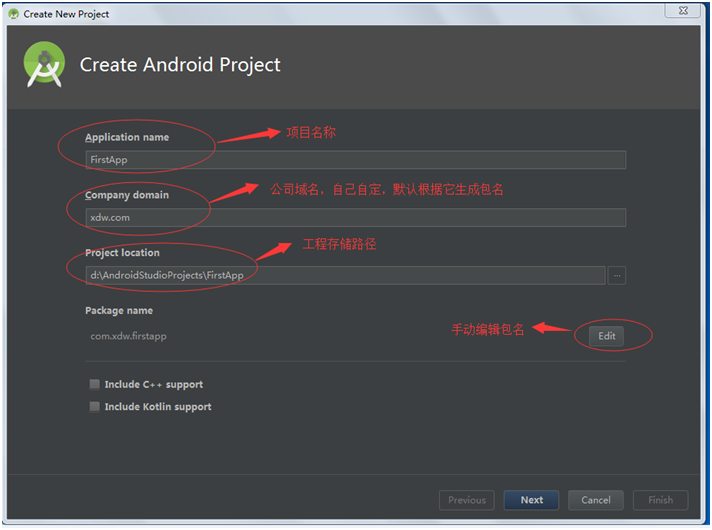 Create New Project
Create Android Project
Application name
项目名称
FirstApp
Company domain
公司域名，自己自定，默认根据它生成包名
xdw.com
Project location
工程存储路径
d:\AndroidStudioProjects\FirstApp
...
Package name
com.xdw.firstapp
手动编辑包名
Edit
Include C++ support
Include Kotlin support
Previous
Next
Cancel
Finish